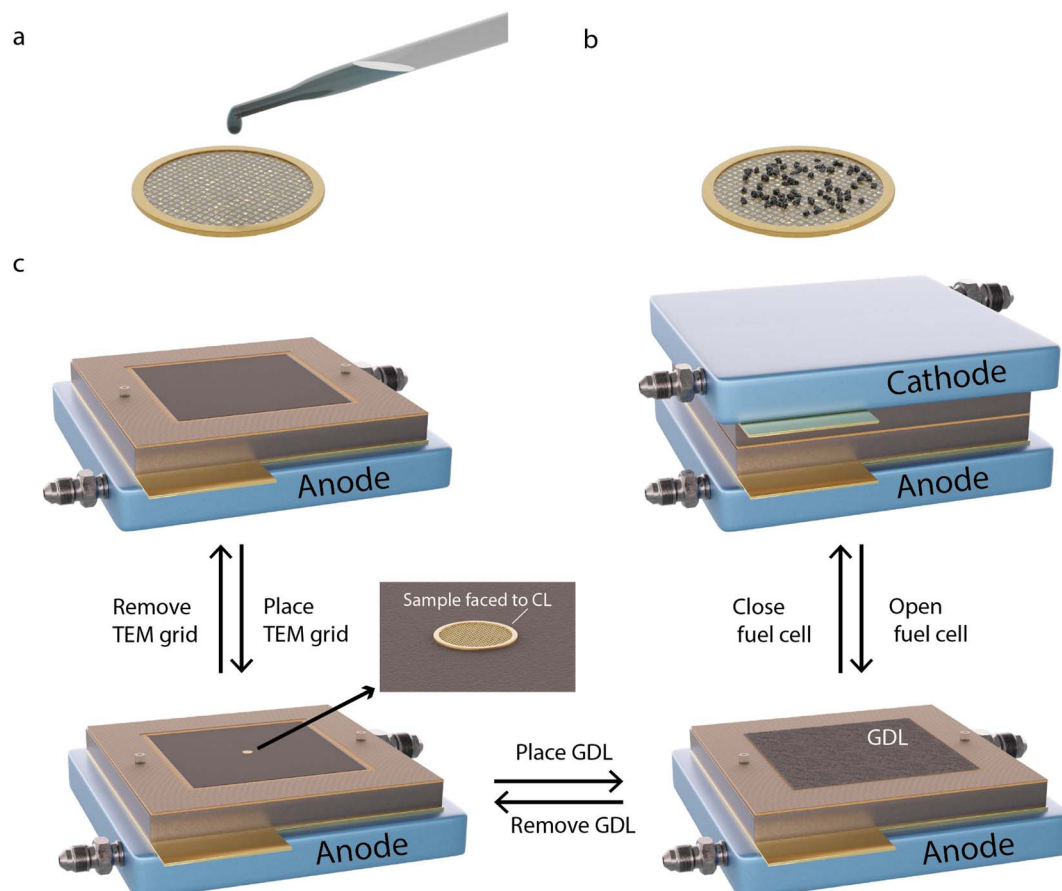 a
b
c
Cathode
Anode
Anode
Remove
TEM grid
Place
TEM grid
Sample faced to CL
Close
fuel cell
Open
fuel cell
Place GDL
Remove GDL
GDL
Anode
Anode